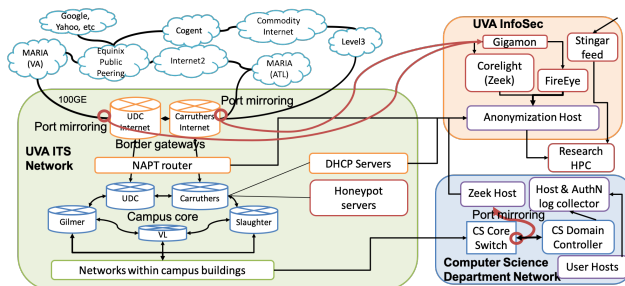 Google,
Yahoo, etc
Cogent
Commodity
Internet
MARIA
(VA)
Equinix
Public
Peering
Internet2
MARIA
(ATL)
Level3
100GE
Port mirroring
Port mirroring
UDC
Internet
Carruthers
Internet
Border gateways
UVA ITS
Network
NAPT router
DHCP Servers
Honeypot
servers
UDC
Carruthers
Campus core
Gilmer
VL
Slaughter
Networks within campus buildings
UVA InfoSec
Gigamon
Stingar
feed
Corelight
(Zeek)
FireEye
Anonymization Host
Research
HPC
Zeek Host
Host & AuthN
log collector
Port mirroring
CS Core
Switch
CS Domain
Controller
Computer Science
Department Network
User Hosts